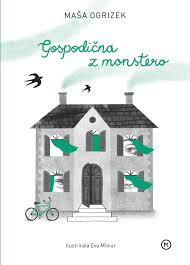 MAŠA OGRIZEK
Gospodična
z monstero
Ilustrirala Eva Mlinar
M